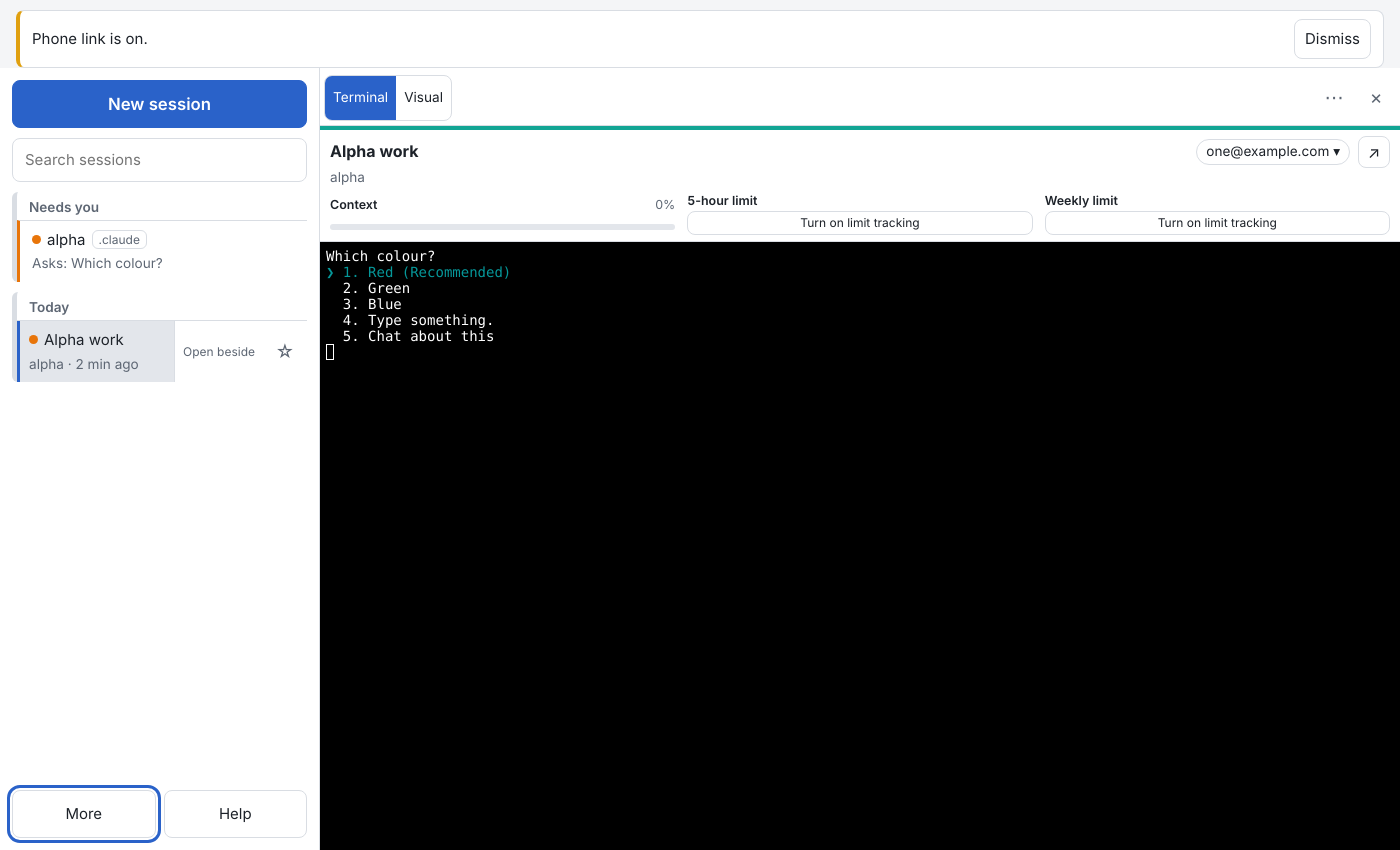 Phone link is on.
Dismiss
New session
Search sessions
Needs you
alpha .claude
Asks: Which colour?
Today
Alpha work
alpha · 2 min ago
Open beside ☆
More
Help
Terminal
Visual
··· ×
Alpha work
one@example.com ▾
alpha
Context 0%
5-hour limit
Turn on limit tracking
Weekly limit
Turn on limit tracking
Which colour?
❯ 1. Red (Recommended)
2. Green
3. Blue
4. Type something.
5. Chat about this